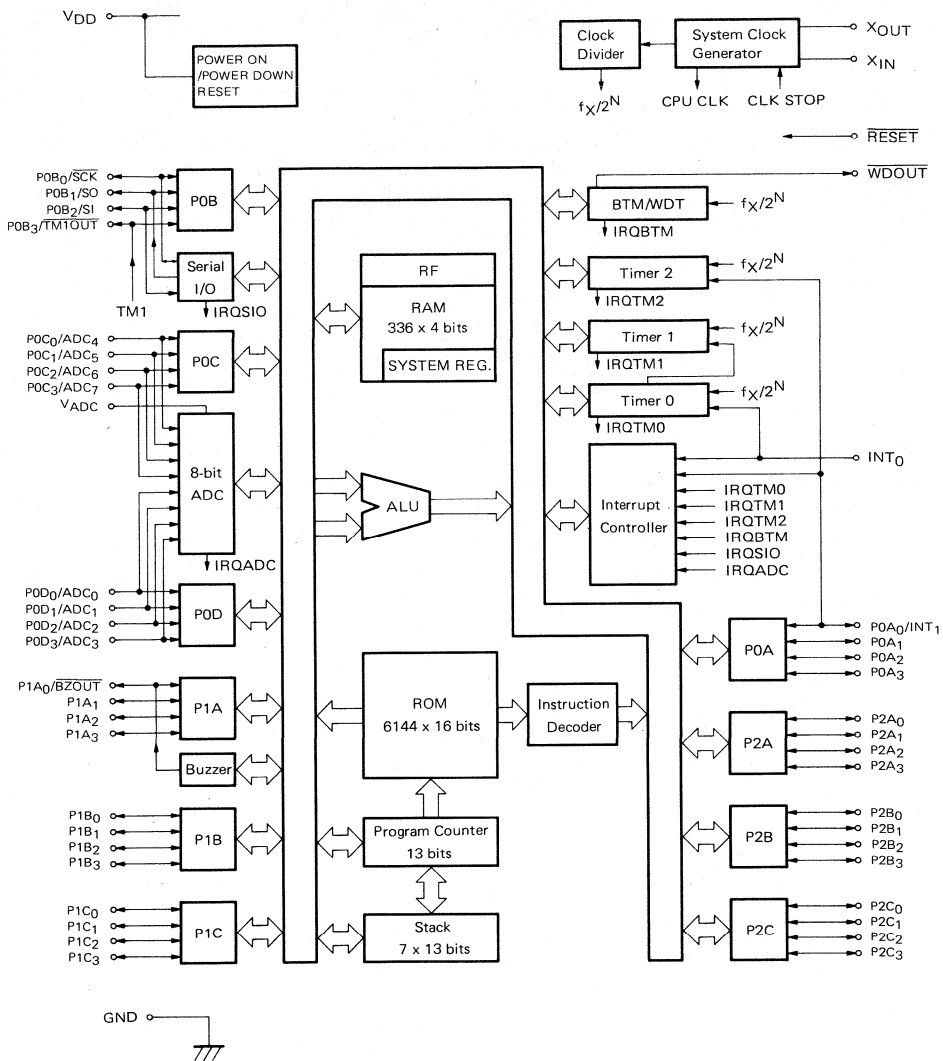 VDD
POWER ON
/POWER DOWN
RESET
Clock
Divider
System Clock
Generator
XOUT
XIN
fX/2^N
CPU CLK
CLK STOP
RESET
WDOUT
P0B0/SCK
P0B1/SO
P0B2/SI
P0B3/TM1OUT
P0B
Serial
I/O
TM1
IRQSIO
P0C0/ADC4
P0C1/ADC5
P0C2/ADC6
P0C3/ADC7
P0C
VADC
8-bit
ADC
IRQADC
P0D0/ADC0
P0D1/ADC1
P0D2/ADC2
P0D3/ADC3
P0D
P1A0/BZOUT
P1A1
P1A2
P1A3
P1A
Buzzer
P1B0
P1B1
P1B2
P1B3
P1B
P1C0
P1C1
P1C2
P1C3
P1C
GND
RF
RAM
336 x 4 bits
SYSTEM REG.
ALU
ROM
6144 x 16 bits
Instruction
Decoder
Program Counter
13 bits
Stack
7 x 13 bits
BTM/WDT
fX/2^N
IRQBTM
Timer 2
fX/2^N
IRQTM2
Timer 1
fX/2^N
IRQTM1
Timer 0
fX/2^N
IRQTM0
INT0
Interrupt
Controller
IRQTM0
IRQTM1
IRQTM2
IRQBTM
IRQSIO
IRQADC
P0A
P0A0/INT1
P0A1
P0A2
P0A3
P2A
P2A0
P2A1
P2A2
P2A3
P2B
P2B0
P2B1
P2B2
P2B3
P2C
P2C0
P2C1
P2C2
P2C3